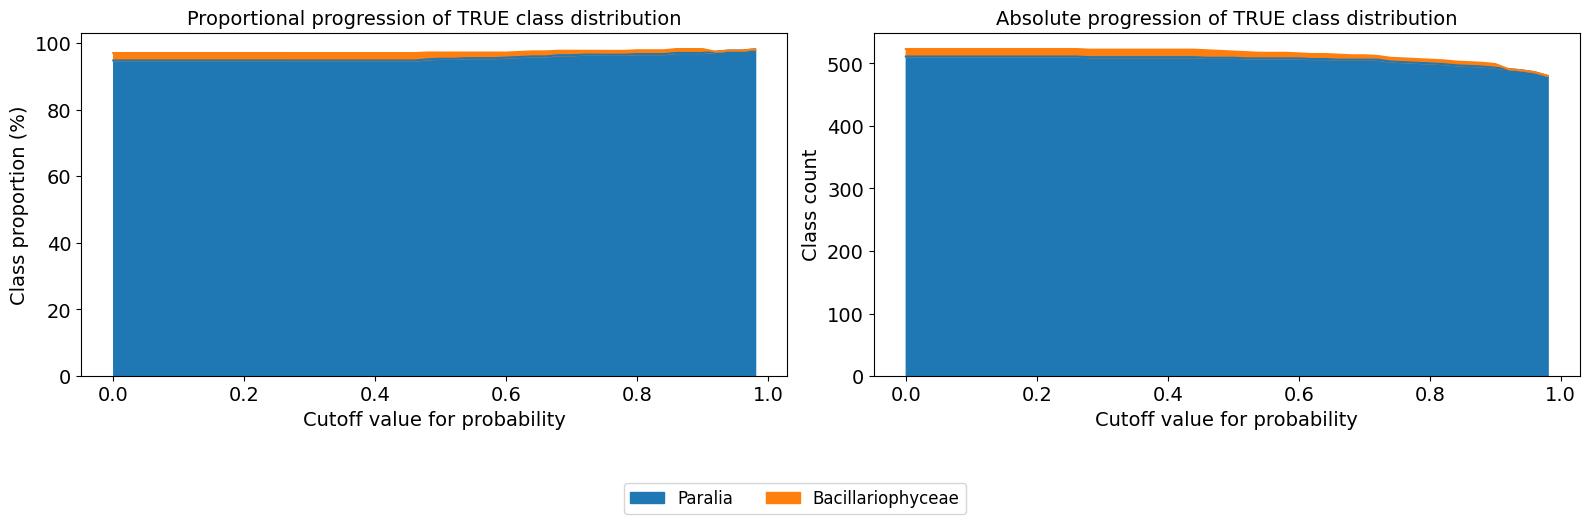 Proportional progression of TRUE class distribution
Class proportion (%)
100
80
60
40
20
0
0.0 0.2 0.4 0.6 0.8 1.0
Cutoff value for probability
Absolute progression of TRUE class distribution
Class count
500
400
300
200
100
0
0.0 0.2 0.4 0.6 0.8 1.0
Cutoff value for probability
Paralia Bacillariophyceae